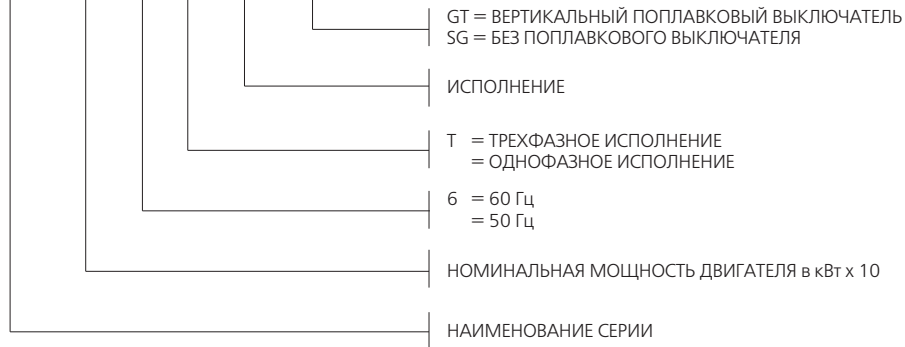 GT = ВЕРТИКАЛЬНЫЙ ПОПЛАВКОВЫЙ ВЫКЛЮЧАТЕЛЬ
SG = БЕЗ ПОПЛАВКОВОГО ВЫКЛЮЧАТЕЛЯ
ИСПОЛНЕНИЕ
T = ТРЕХФАЗНОЕ ИСПОЛНЕНИЕ
= ОДНОФАЗНОЕ ИСПОЛНЕНИЕ
6 = 60 Гц
= 50 Гц
НОМИНАЛЬНАЯ МОЩНОСТЬ ДВИГАТЕЛЯ в кВт x 10
НАИМЕНОВАНИЕ СЕРИИ